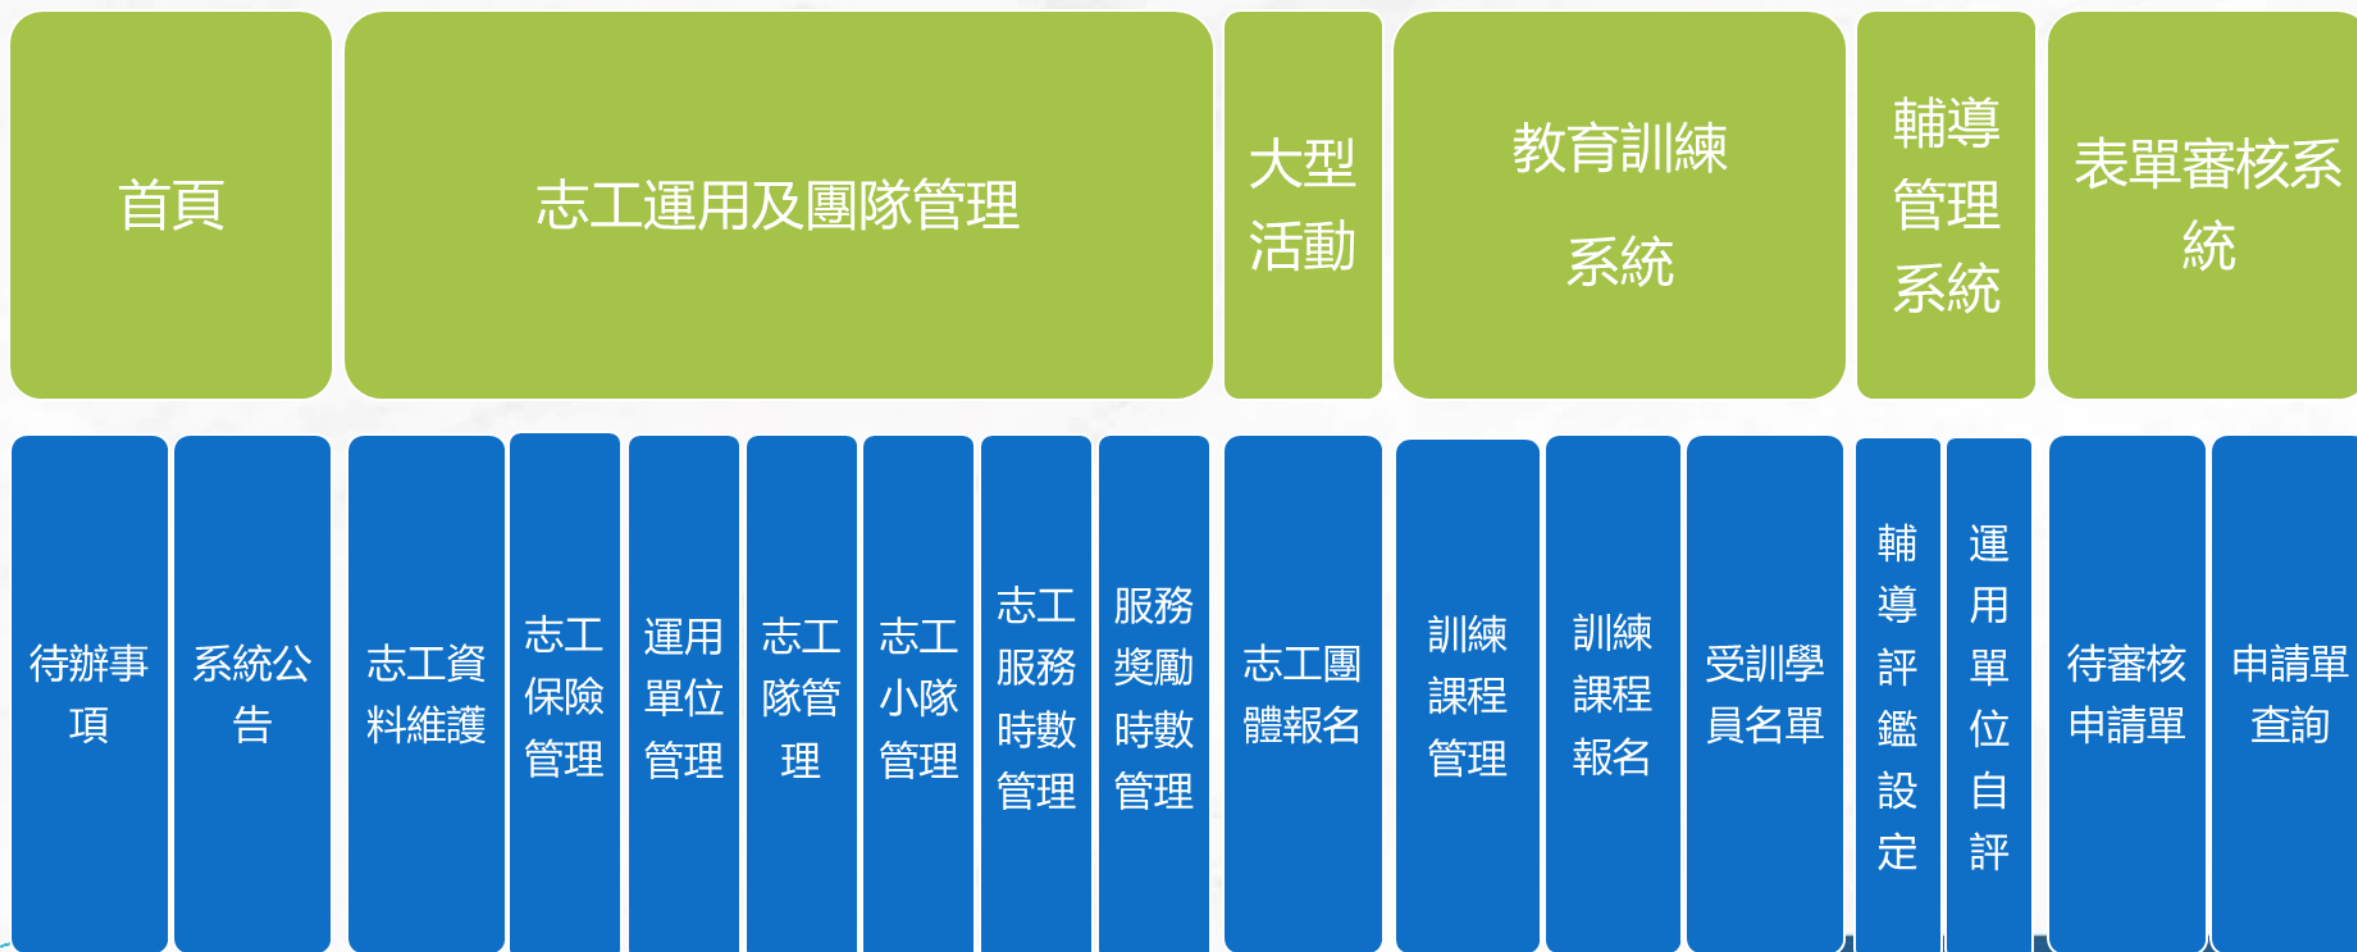 首頁
志工運用及團隊管理
大型
活動
教育訓練
系統
輔導
管理
系統
表單審核系
統
待辦事
項
系統公
告
志工資
料維護
志工
保險
管理
運用
單位
管理
志工
隊管
理
志工
小隊
管理
志工
服務
時數
管理
服務
獎勵
時數
管理
志工團
體報名
訓練
課程
管理
訓練
課程
報名
受訓學
員名單
輔
導
評
鑑
設
定
運
用
單
位
自
評
待審核
申請單
申請單
查詢